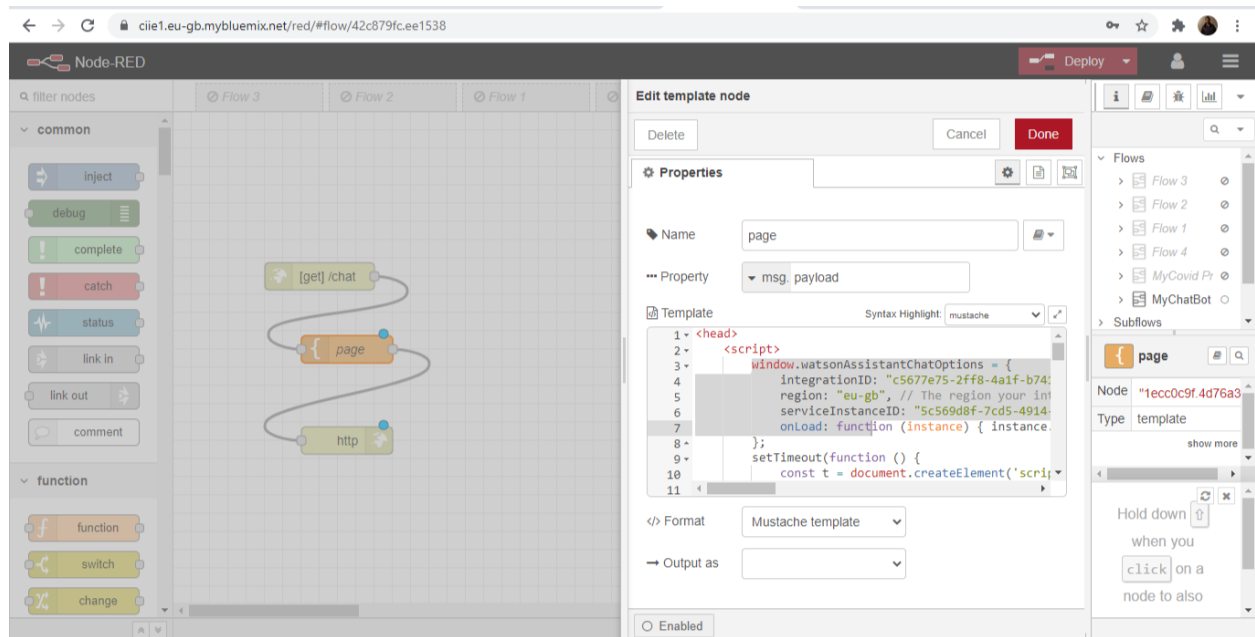 ciie1.eu-gb.mybluemix.net/red/#flow/42c879fc.ee1538
Node-RED
Deploy
filter nodes
Flow 3
Flow 2
Flow 1
common
inject
debug
complete
catch
status
link in
link out
comment
function
function
switch
change
[get] /chat
page
http
Edit template node
Delete
Cancel
Done
Properties
Name
page
Property
msg. payload
Template
Syntax Highlight: mustache
1 <head>
2 <script>
3 window.watsonAssistantChatOptions = {
4 integrationID: "c5677e75-2ff8-4a1f-b741
5 region: "eu-gb", // The region your int
6 serviceInstanceID: "5c569d8f-7cd5-4914-
7 onLoad: function (instance) { instance.
8 };
9 setTimeout(function () {
10 const t = document.createElement('scrip
11
</> Format
Mustache template
Output as
Enabled
i
Flows
Flow 3
Flow 2
Flow 1
Flow 4
MyCovid Pr
MyChatBot
Subflows
page
Node "1ecc0c9f.4d76a3
Type template
show more
Hold down
when you
click on a
node to also